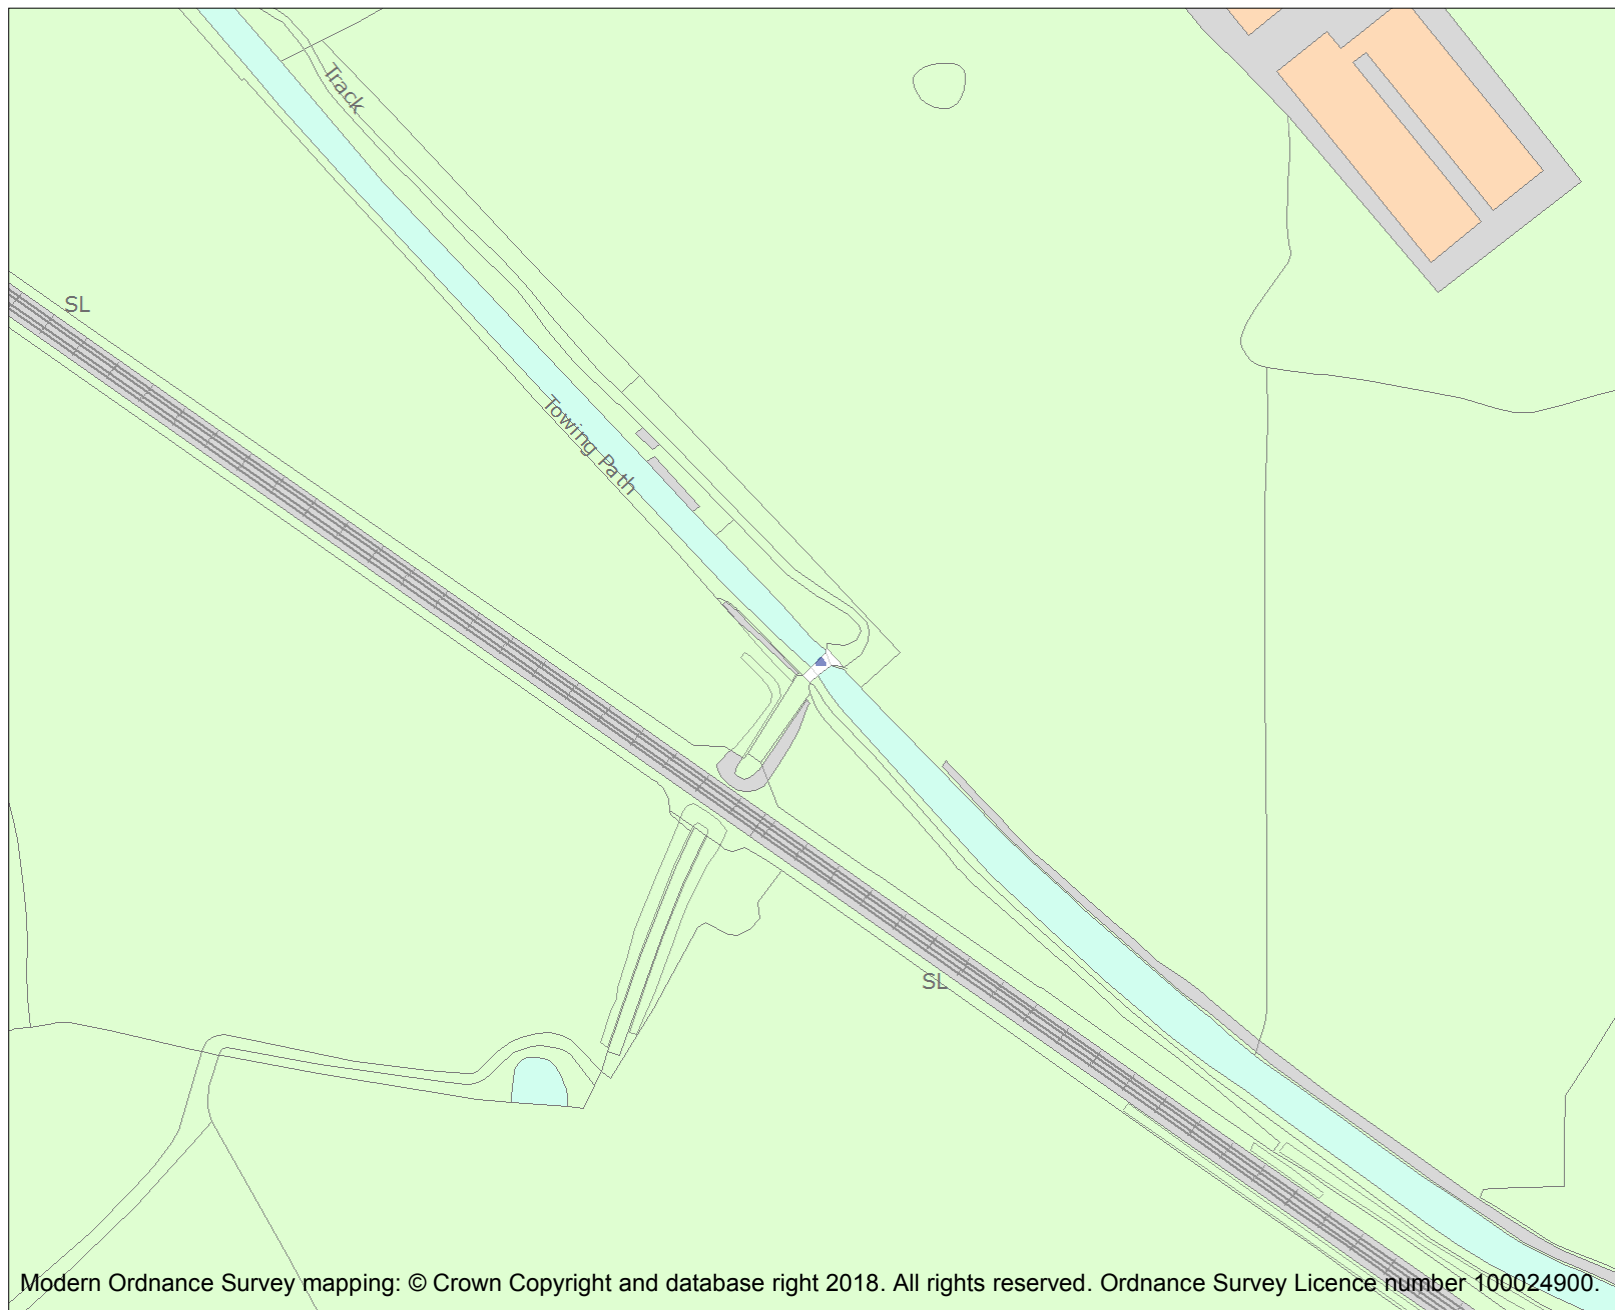 Track
SL
Towing Path
SL
Modern Ordnance Survey mapping: © Crown Copyright and database right 2018. All rights reserved. Ordnance Survey Licence number 100024900.